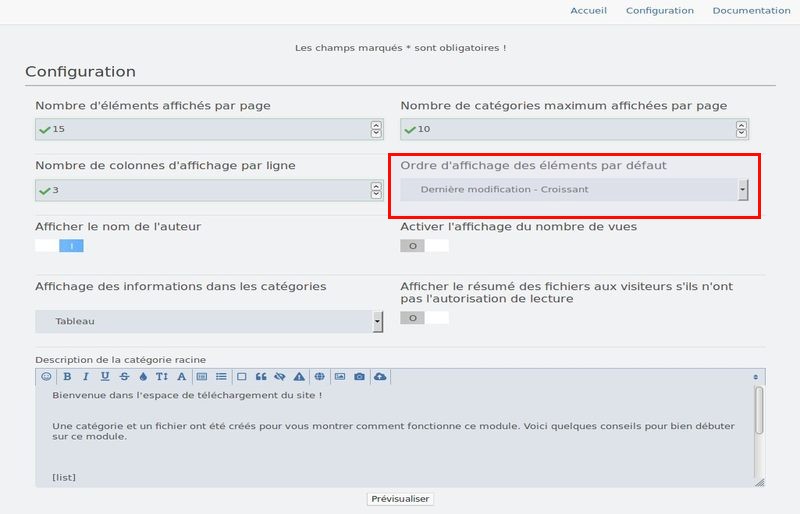 Accueil Configuration Documentation
Les champs marqués * sont obligatoires !
Configuration
Nombre d'éléments affichés par page
15
Nombre de catégories maximum affichées par page
10
Nombre de colonnes d'affichage par ligne
3
Ordre d'affichage des éléments par défaut
Dernière modification - Croissant
Afficher le nom de l'auteur
I
Activer l'affichage du nombre de vues
O
Affichage des informations dans les catégories
Tableau
Afficher le résumé des fichiers aux visiteurs s'ils n'ont
pas l'autorisation de lecture
O
Description de la catégorie racine
B I U S T A
Bienvenue dans l'espace de téléchargement du site !
Une catégorie et un fichier ont été créés pour vous montrer comment fonctionne ce module. Voici quelques conseils pour bien débuter
sur ce module.
[list]
Prévisualiser